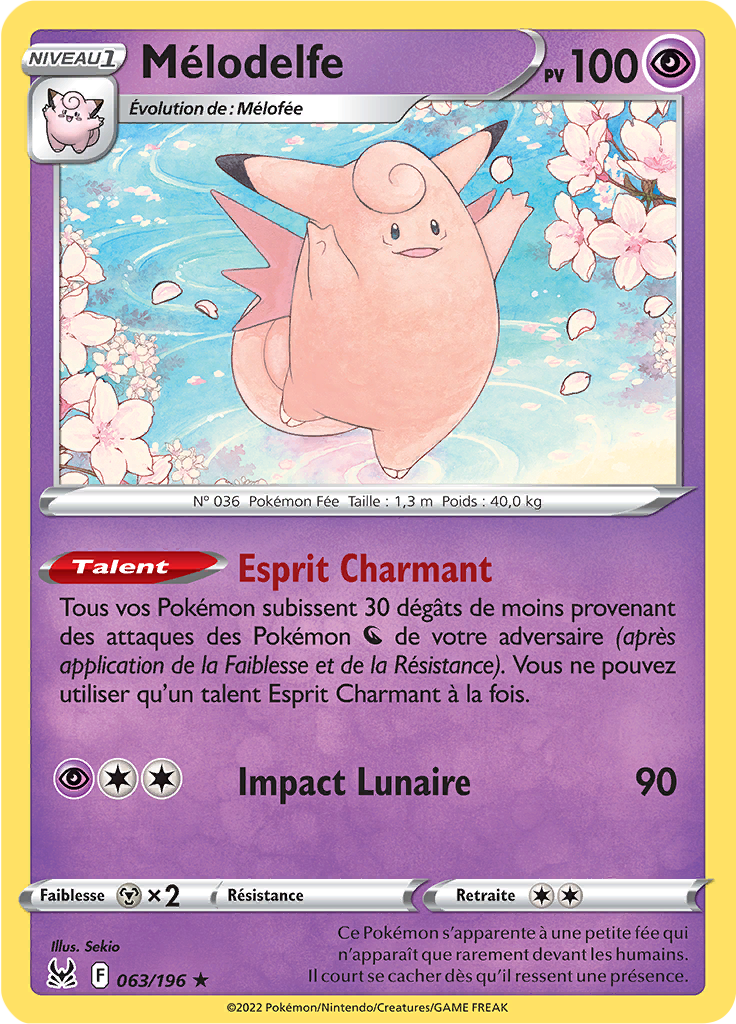 NIVEAU 1
Mélodelfe
PV 100
Évolution de : Mélofée
N° 036 Pokémon Fée Taille : 1,3 m Poids : 40,0 kg
Talent Esprit Charmant
Tous vos Pokémon subissent 30 dégâts de moins provenant
des attaques des Pokémon de votre adversaire (après
application de la Faiblesse et de la Résistance). Vous ne pouvez
utiliser qu'un talent Esprit Charmant à la fois.
Impact Lunaire 90
Faiblesse ×2 Résistance Retraite
Illus. Sekio
Ce Pokémon s'apparente à une petite fée qui
n'apparaît que rarement devant les humains.
Il court se cacher dès qu'il ressent une présence.
F 063/196 ★
©2022 Pokémon/Nintendo/Creatures/GAME FREAK